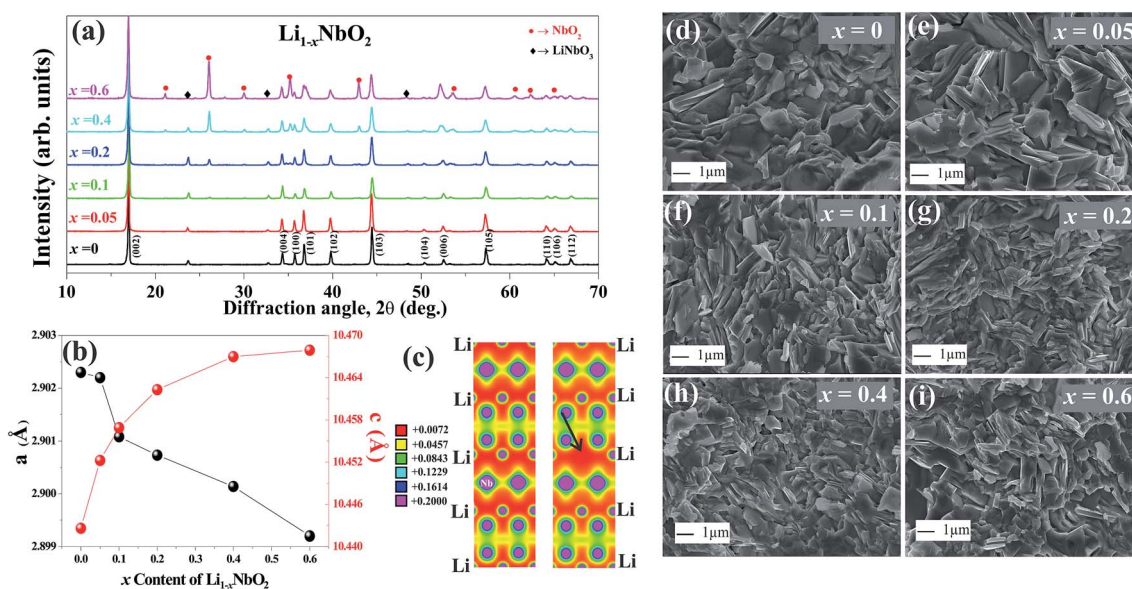 (a)
Li1-xNbO2
● → NbO2
◆ → LiNbO3
Intensity (arb. units)
x=0.6
x=0.4
x=0.2
x=0.1
x=0.05
x=0
(002)
(004)
(100)
(101)
(102)
(103)
(104)
(006)
(105)
(110)
(106)
(112)
10 20 30 40 50 60 70
Diffraction angle, 2θ (deg.)
(b)
2.903
2.902
2.901
2.900
2.899
a (Å)
10.470
10.464
10.458
10.452
10.446
10.440
c (Å)
0.0 0.1 0.2 0.3 0.4 0.5 0.6
x Content of Li1-xNbO2
(c)
+0.0072
+0.0457
+0.0843
+0.1229
+0.1614
+0.2000
Li Li
Li Li
Li Li
Nb
Li Li
Li Li
(d) x = 0
1μm
(e) x = 0.05
1μm
(f) x = 0.1
1μm
(g) x = 0.2
1μm
(h) x = 0.4
1μm
(i) x = 0.6
1μm